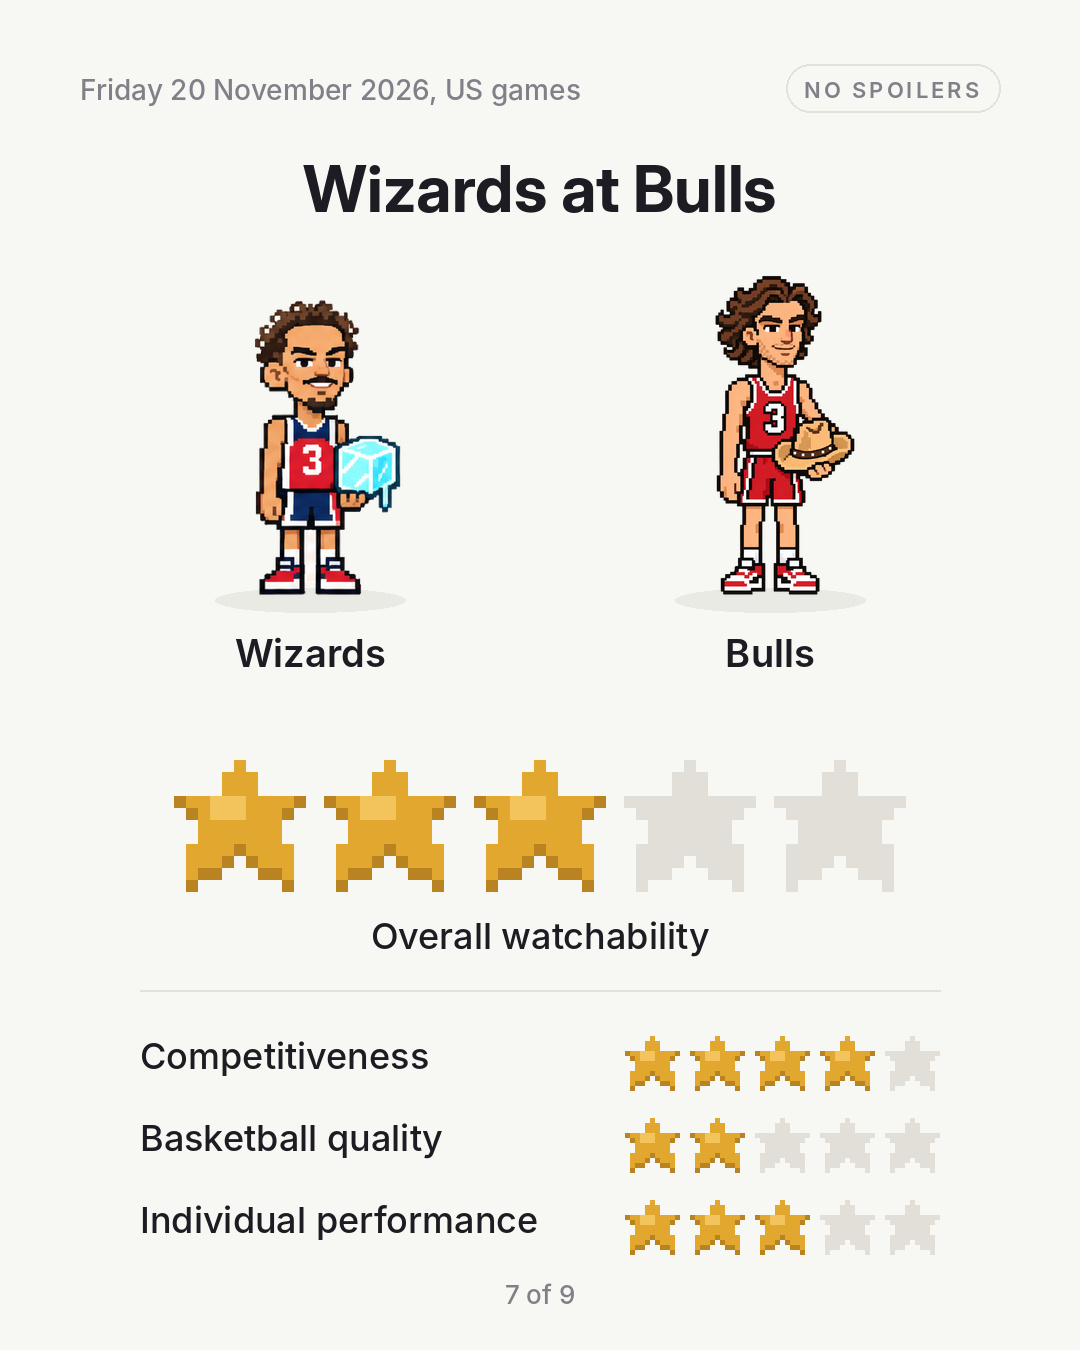 Friday 20 November 2026, US games
NO SPOILERS
Wizards at Bulls
3
3
Wizards
Bulls
Overall watchability
Competitiveness
Basketball quality
Individual performance
7 of 9